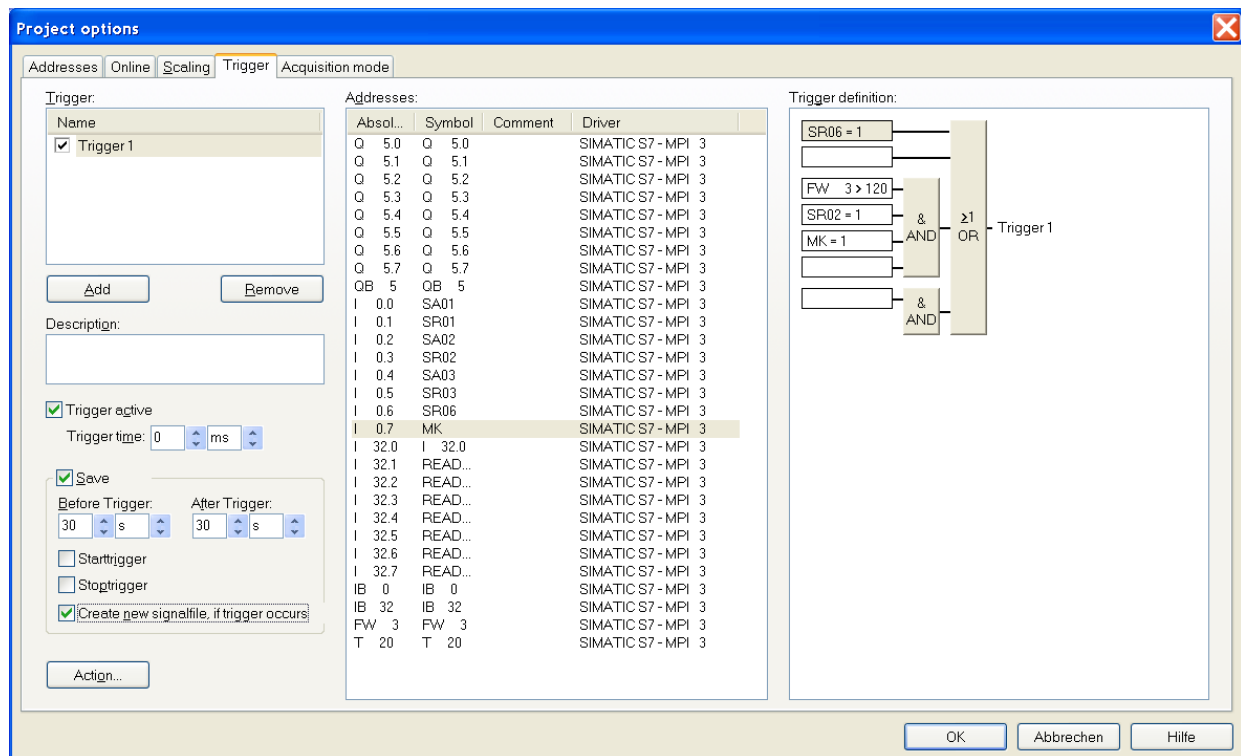 Project options
Addresses Online Scaling Trigger Acquisition mode
Trigger:
Name
Trigger 1
Add Remove
Description:
Trigger active
Trigger time: 0 ms
Save
Before Trigger: After Trigger:
30 s 30 s
Starttrigger
Stoptrigger
Create new signalfile, if trigger occurs
Action...
Addresses:
Absol... Symbol Comment Driver
Q 5.0 Q 5.0 SIMATIC S7 - MPI 3
Q 5.1 Q 5.1 SIMATIC S7 - MPI 3
Q 5.2 Q 5.2 SIMATIC S7 - MPI 3
Q 5.3 Q 5.3 SIMATIC S7 - MPI 3
Q 5.4 Q 5.4 SIMATIC S7 - MPI 3
Q 5.5 Q 5.5 SIMATIC S7 - MPI 3
Q 5.6 Q 5.6 SIMATIC S7 - MPI 3
Q 5.7 Q 5.7 SIMATIC S7 - MPI 3
QB 5 QB 5 SIMATIC S7 - MPI 3
I 0.0 SA01 SIMATIC S7 - MPI 3
I 0.1 SR01 SIMATIC S7 - MPI 3
I 0.2 SA02 SIMATIC S7 - MPI 3
I 0.3 SR02 SIMATIC S7 - MPI 3
I 0.4 SA03 SIMATIC S7 - MPI 3
I 0.5 SR03 SIMATIC S7 - MPI 3
I 0.6 SR06 SIMATIC S7 - MPI 3
I 0.7 MK SIMATIC S7 - MPI 3
I 32.0 I 32.0 SIMATIC S7 - MPI 3
I 32.1 READ... SIMATIC S7 - MPI 3
I 32.2 READ... SIMATIC S7 - MPI 3
I 32.3 READ... SIMATIC S7 - MPI 3
I 32.4 READ... SIMATIC S7 - MPI 3
I 32.5 READ... SIMATIC S7 - MPI 3
I 32.6 READ... SIMATIC S7 - MPI 3
I 32.7 READ... SIMATIC S7 - MPI 3
IB 0 IB 0 SIMATIC S7 - MPI 3
IB 32 IB 32 SIMATIC S7 - MPI 3
FW 3 FW 3 SIMATIC S7 - MPI 3
T 20 T 20 SIMATIC S7 - MPI 3
Trigger definition:
SR06 = 1
FW 3 > 120
SR02 = 1
MK = 1
&
AND
&
AND
≥1
OR
Trigger 1
OK Abbrechen Hilfe